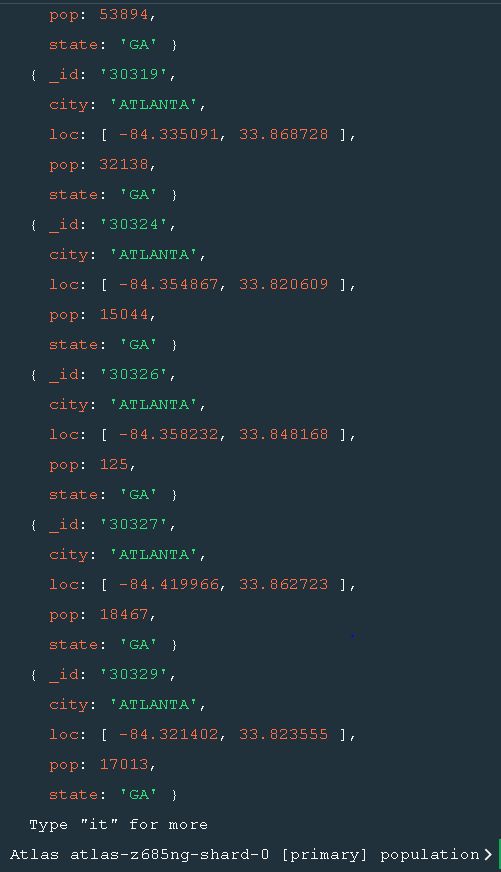 pop: 53894,
state: 'GA' }
{ _id: '30319',
city: 'ATLANTA',
loc: [ -84.335091, 33.868728 ],
pop: 32138,
state: 'GA' }
{ _id: '30324',
city: 'ATLANTA',
loc: [ -84.354867, 33.820609 ],
pop: 15044,
state: 'GA' }
{ _id: '30326',
city: 'ATLANTA',
loc: [ -84.358232, 33.848168 ],
pop: 125,
state: 'GA' }
{ _id: '30327',
city: 'ATLANTA',
loc: [ -84.419966, 33.862723 ],
pop: 18467,
state: 'GA' }
{ _id: '30329',
city: 'ATLANTA',
loc: [ -84.321402, 33.823555 ],
pop: 17013,
state: 'GA' }
Type "it" for more
Atlas atlas-z685ng-shard-0 [primary] population>